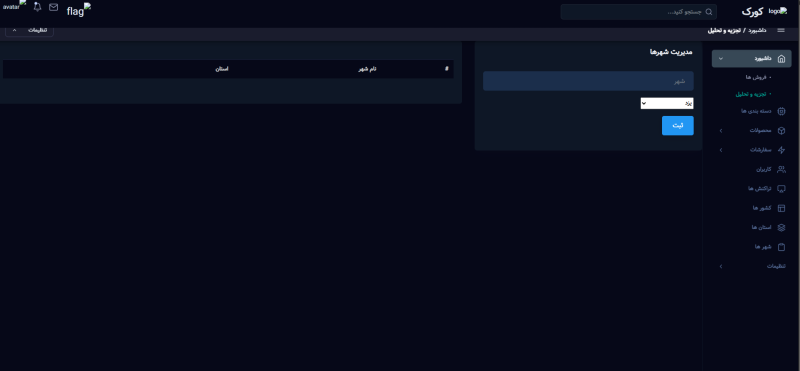 logo کورک
جستجو کنید...
flag
avatar
داشبورد / تجزیه و تحلیل
تنظیمات
داشبورد
فروش ها
تجزیه و تحلیل
دسته بندی ها
محصولات
سفارشات
کاربران
تراکنش ها
کشور ها
استان ها
شهر ها
تنظیمات
مدیریت شهرها
شهر
یزد
ثبت
# نام شهر استان